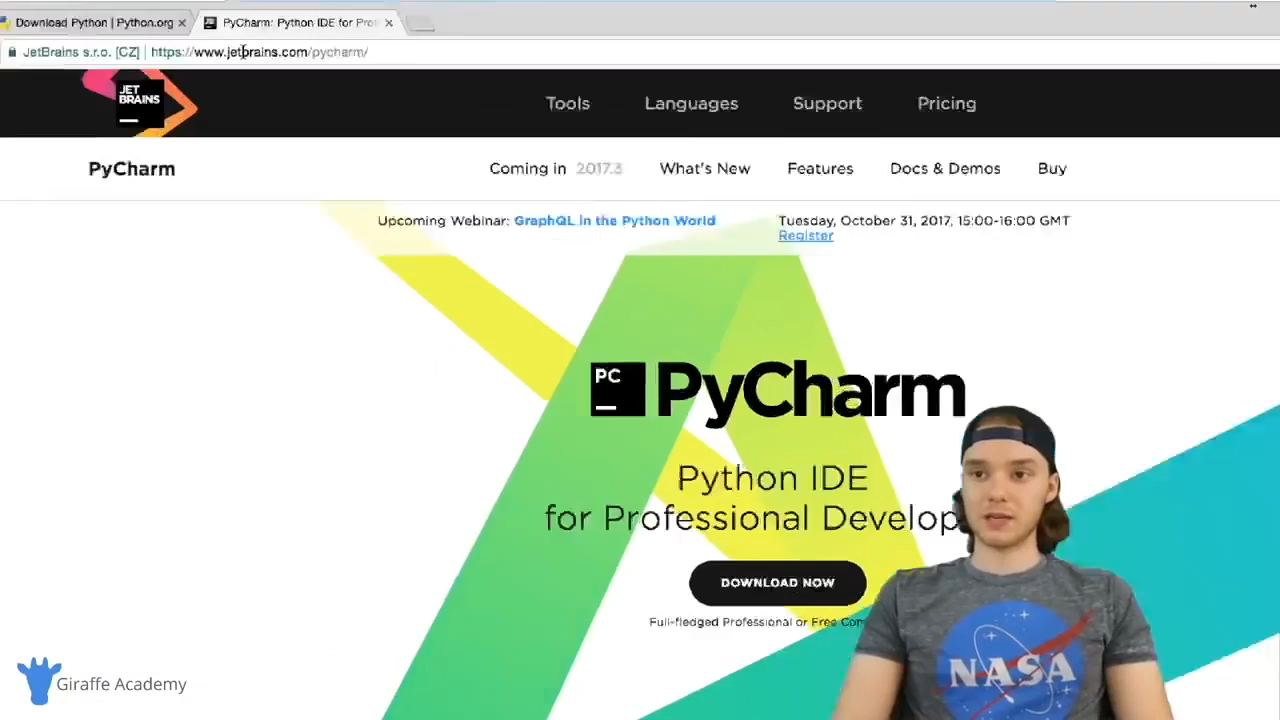 Download Python | Python.org
PyCharm: Python IDE for Pro
JetBrains s.r.o. [CZ] | https://www.jetbrains.com/pycharm/
JET
BRAINS
Tools
Languages
Support
Pricing
PyCharm
Coming in 2017.3
What's New
Features
Docs & Demos
Buy
Upcoming Webinar: GraphQL in the Python World
Tuesday, October 31, 2017, 15:00-16:00 GMT
Register
PC
PyCharm
Python IDE
for Professional Develop
DOWNLOAD NOW
Full-fledged Professional or Free Com
NASA
Giraffe Academy